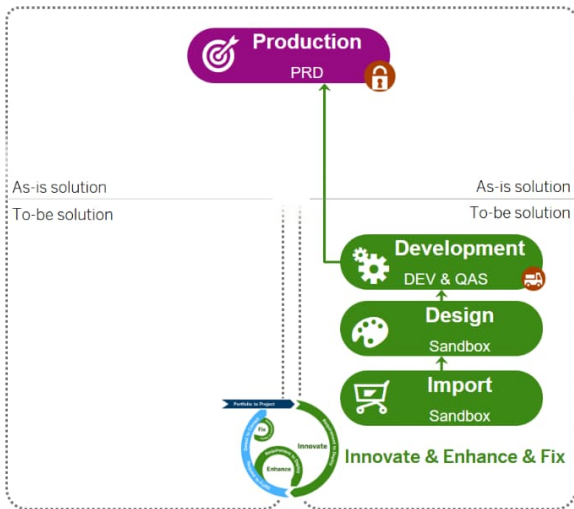 Production
PRD
As-is solution
As-is solution
To-be solution
To-be solution
Development
DEV & QAS
Design
Sandbox
Import
Sandbox
Portfolio to Project
Fix
Innovate
Enhance
Innovate & Enhance & Fix